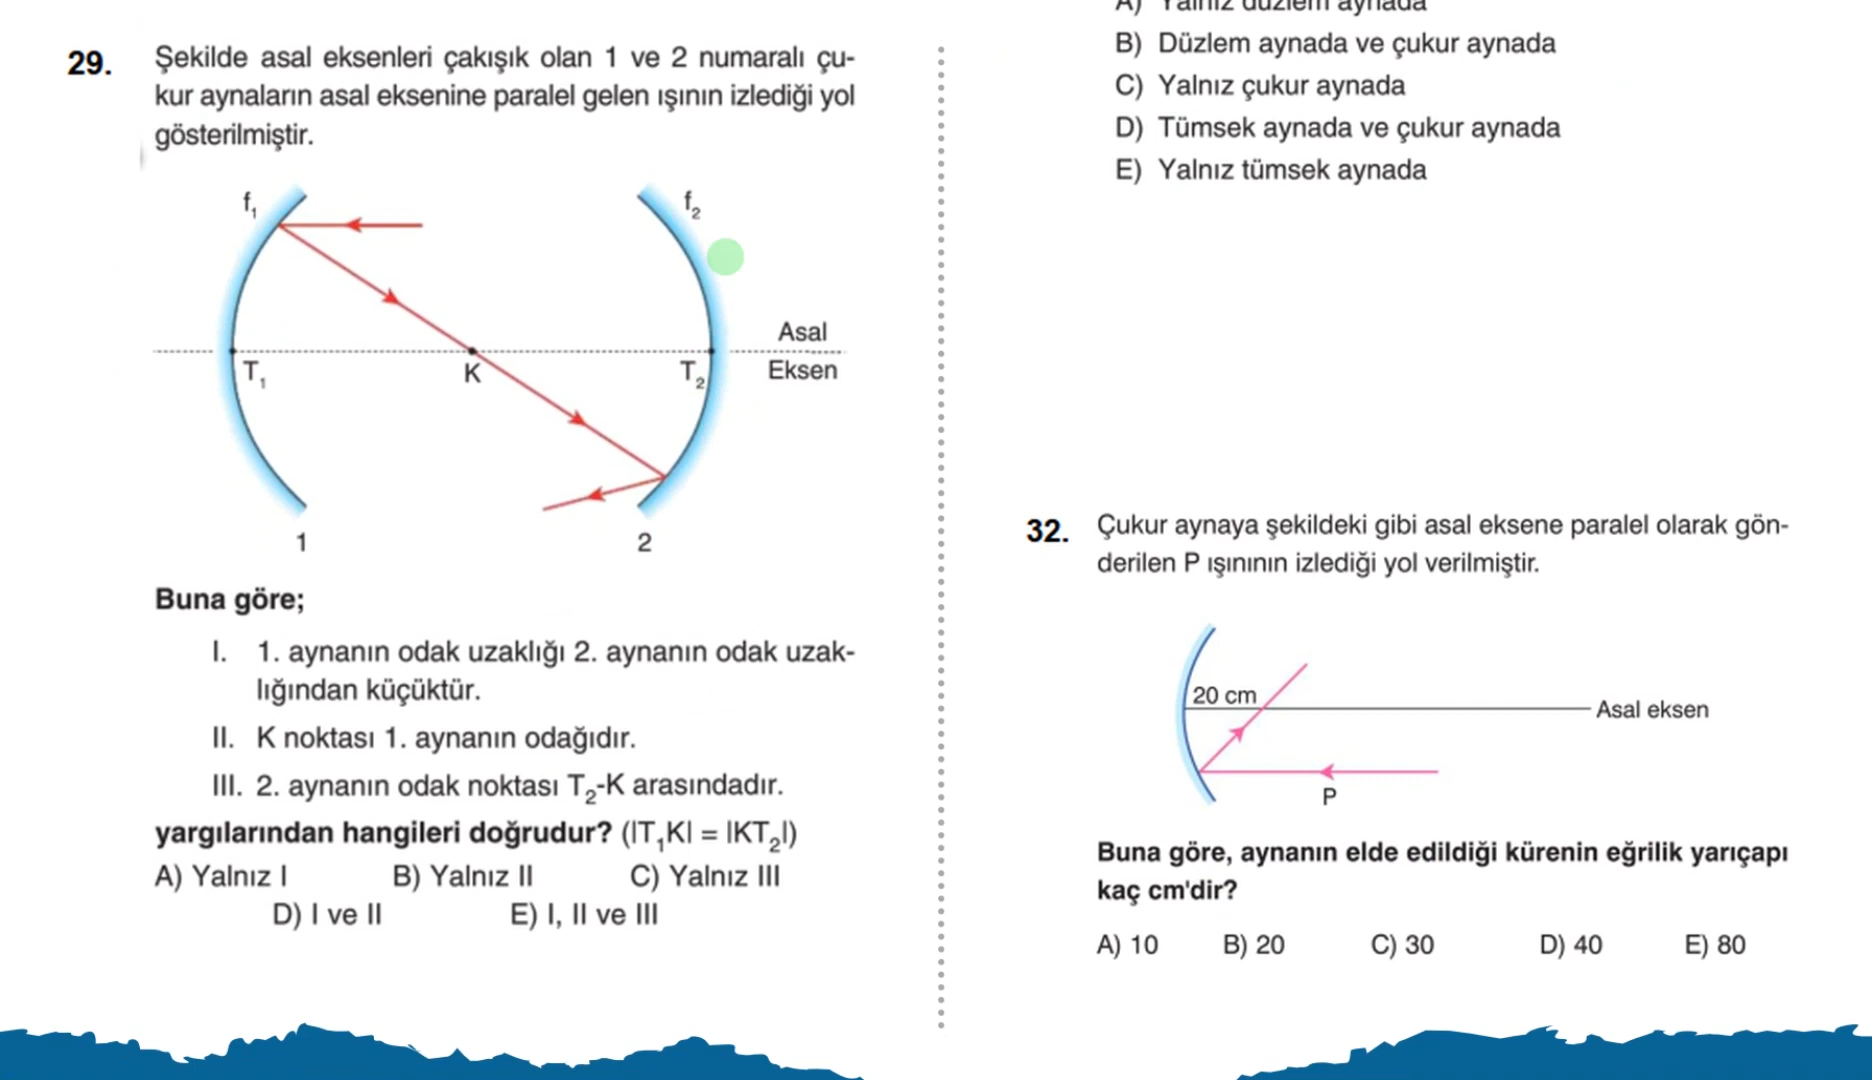 29. Şekilde asal eksenleri çakışık olan 1 ve 2 numaralı çu-
kur aynaların asal eksenine paralel gelen ışının izlediği yol
gösterilmiştir.
f₁
f₂
Asal
Eksen
T₁
K
T₂
1
2
Buna göre;
I. 1. aynanın odak uzaklığı 2. aynanın odak uzak-
lığından küçüktür.
II. K noktası 1. aynanın odağıdır.
III. 2. aynanın odak noktası T₂-K arasındadır.
yargılarından hangileri doğrudur? (|T₁K| = |KT₂|)
A) Yalnız I B) Yalnız II C) Yalnız III
D) I ve II E) I, II ve III
A) Yalnız düzlem aynada
B) Düzlem aynada ve çukur aynada
C) Yalnız çukur aynada
D) Tümsek aynada ve çukur aynada
E) Yalnız tümsek aynada
32. Çukur aynaya şekildeki gibi asal eksene paralel olarak gön-
derilen P ışınının izlediği yol verilmiştir.
20 cm
Asal eksen
P
Buna göre, aynanın elde edildiği kürenin eğrilik yarıçapı
kaç cm'dir?
A) 10 B) 20 C) 30 D) 40 E) 80